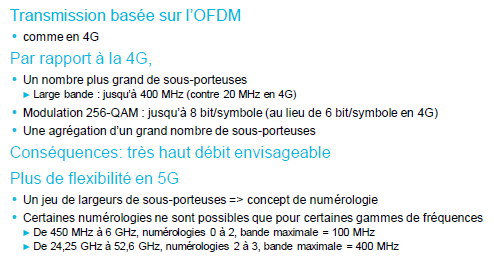 Transmission basée sur l'OFDM
• comme en 4G
Par rapport à la 4G,
• Un nombre plus grand de sous-porteuses
► Large bande : jusqu'à 400 MHz (contre 20 MHz en 4G)
• Modulation 256-QAM : jusqu'à 8 bit/symbole (au lieu de 6 bit/symbole en 4G)
• Une agrégation d'un grand nombre de sous-porteuses
Conséquences: très haut débit envisageable
Plus de flexibilité en 5G
• Un jeu de largeurs de sous-porteuses => concept de numérologie
• Certaines numérologies ne sont possibles que pour certaines gammes de fréquences
► De 450 MHz à 6 GHz, numérologies 0 à 2, bande maximale = 100 MHz
► De 24,25 GHz à 52,6 GHz, numérologies 2 à 3, bande maximale = 400 MHz